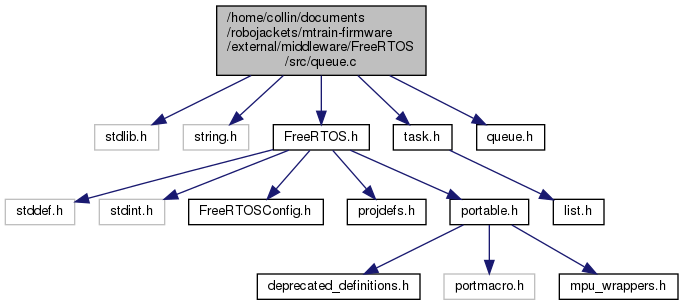 /home/collin/documents
/robojackets/mtrain-firmware
/external/middleware/FreeRTOS
/src/queue.c
stdlib.h
string.h
FreeRTOS.h
task.h
queue.h
stddef.h
stdint.h
FreeRTOSConfig.h
projdefs.h
portable.h
list.h
deprecated_definitions.h
portmacro.h
mpu_wrappers.h